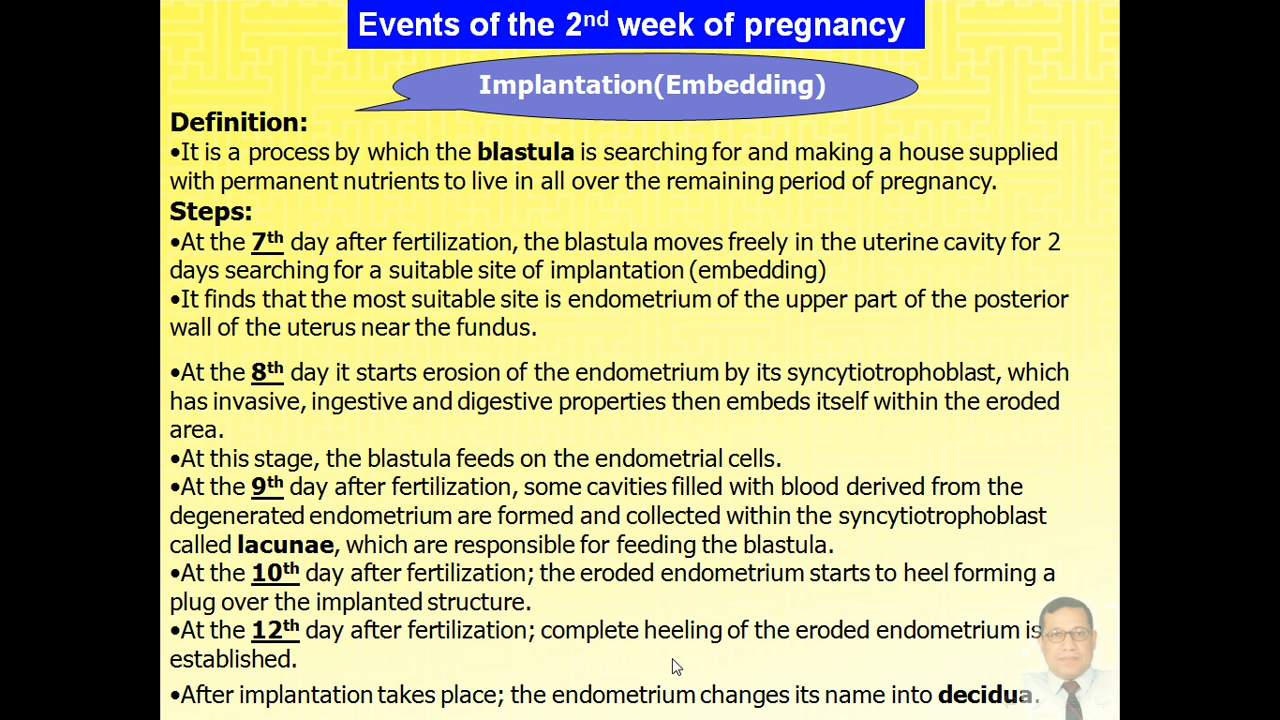 Events of the 2nd week of pregnancy
Implantation(Embedding)
Definition:
•It is a process by which the blastula is searching for and making a house supplied
with permanent nutrients to live in all over the remaining period of pregnancy.
Steps:
•At the 7th day after fertilization, the blastula moves freely in the uterine cavity for 2
days searching for a suitable site of implantation (embedding)
•It finds that the most suitable site is endometrium of the upper part of the posterior
wall of the uterus near the fundus.
•At the 8th day it starts erosion of the endometrium by its syncytiotrophoblast, which
has invasive, ingestive and digestive properties then embeds itself within the eroded
area.
•At this stage, the blastula feeds on the endometrial cells.
•At the 9th day after fertilization, some cavities filled with blood derived from the
degenerated endometrium are formed and collected within the syncytiotrophoblast
called lacunae, which are responsible for feeding the blastula.
•At the 10th day after fertilization; the eroded endometrium starts to heel forming a
plug over the implanted structure.
•At the 12th day after fertilization; complete heeling of the eroded endometrium is
established.
•After implantation takes place; the endometrium changes its name into decidua.